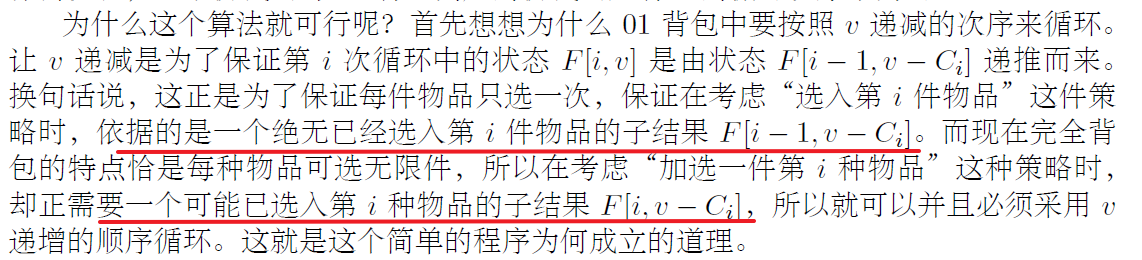 为什么这个算法就可行呢？首先想想为什么 01 背包中要按照 v 递减的次序来循环。
让 v 递减是为了保证第 i 次循环中的状态 F[i, v] 是由状态 F[i − 1, v − Cᵢ] 递推而来。
换句话说，这正是为了保证每件物品只选一次，保证在考虑“选入第 i 件物品”这件策
略时，依据的是一个绝无已经选入第 i 件物品的子结果 F[i − 1, v − Cᵢ]。而现在完全背
包的特点恰是每种物品可选无限件，所以在考虑“加选一件第 i 种物品”这种策略时，
却正需要一个可能已选入第 i 种物品的子结果 F[i, v − Cᵢ]，所以就可以并且必须采用 v
递增的顺序循环。这就是这个简单的程序为何成立的道理。